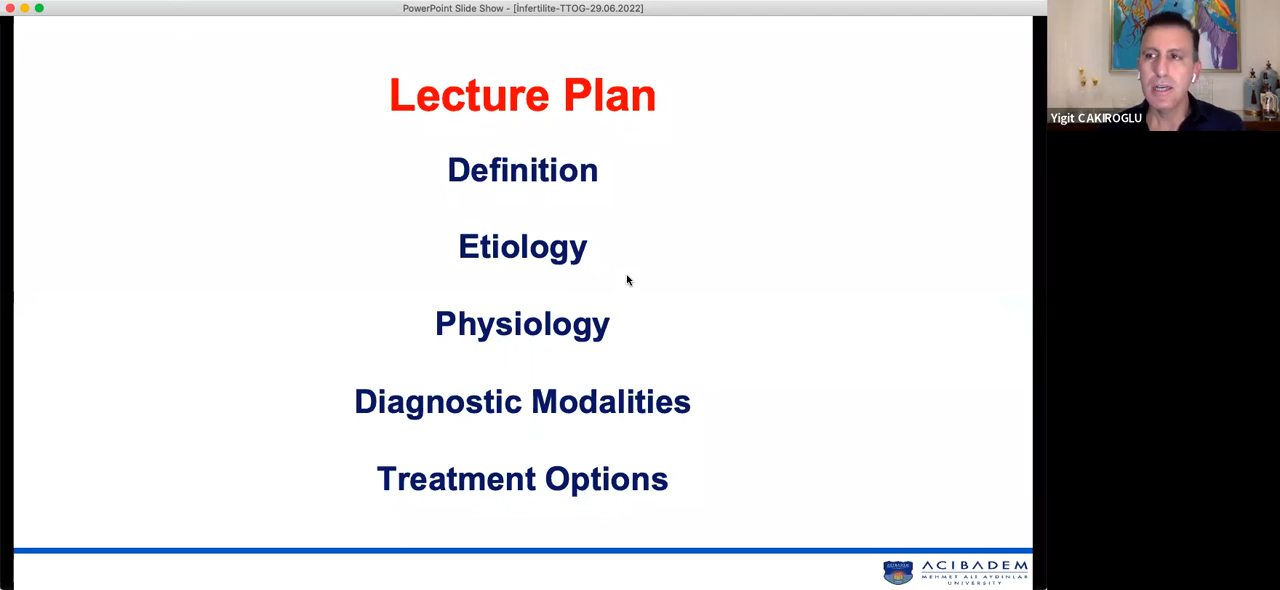 PowerPoint Slide Show - [İnfertilite-TTOG-29.06.2022]
Lecture Plan
Definition
Etiology
Physiology
Diagnostic Modalities
Treatment Options
Yigit CAKIROGLU
ACIBADEM
MEHMET ALİ AYDINLAR
UNIVERSITY